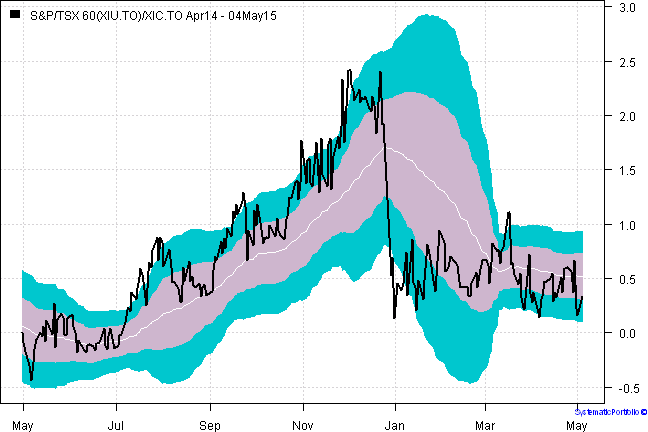 S&P/TSX 60(XIU.TO)/XIC.TO Apr14 - 04May15
3.0
2.5
2.0
1.5
1.0
0.5
0.0
-0.5
May Jul Sep Nov Jan Mar May
SystematicPortfolio ©